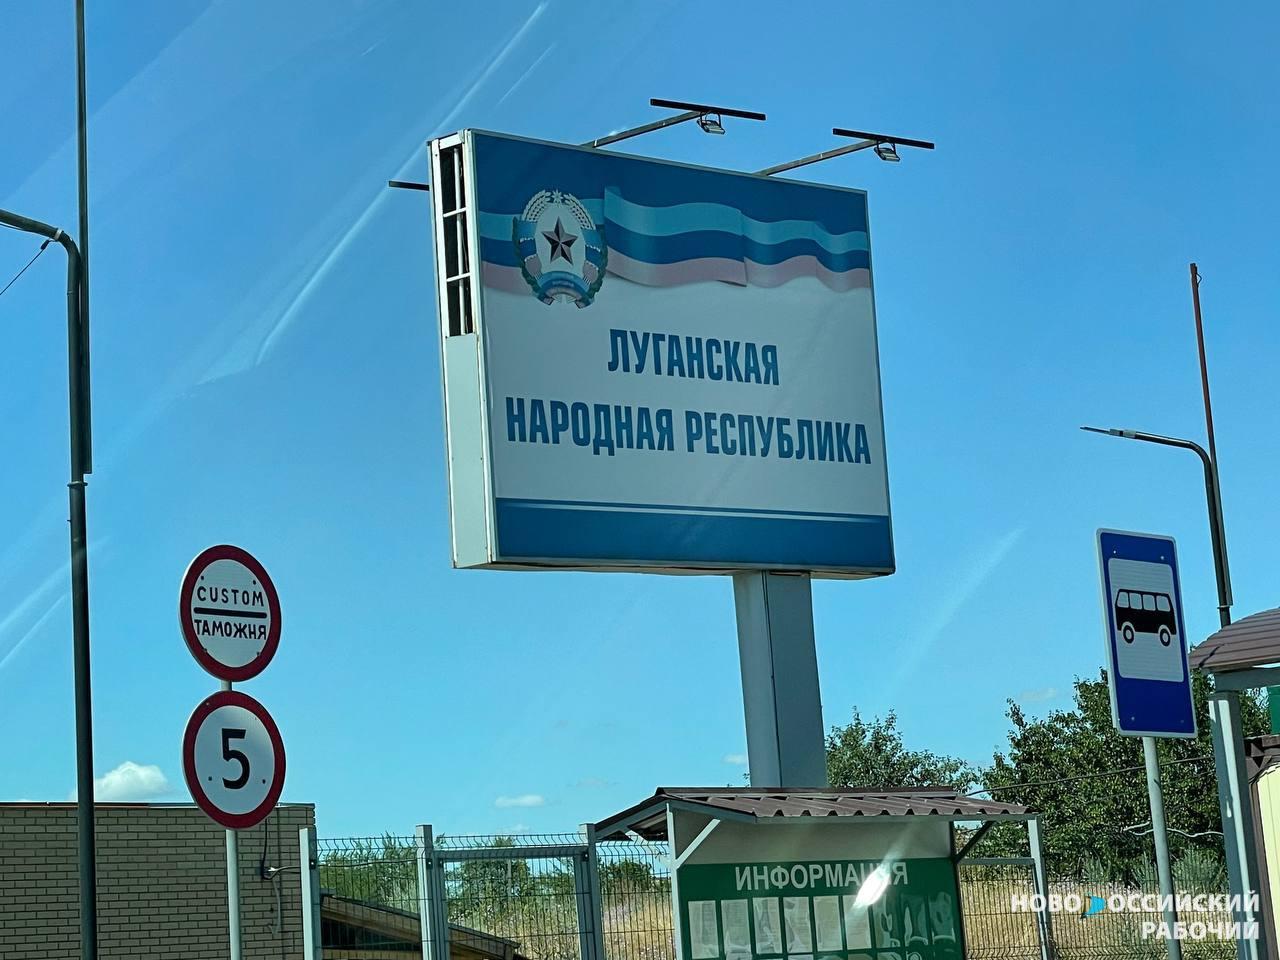 ЛУГАНСКАЯ
НАРОДНАЯ РЕСПУБЛИКА
CUSTOM
ТАМОЖНЯ
5
ИНФОРМАЦИЯ
НОВОРОССИЙСКИЙ
РАБОЧИЙ